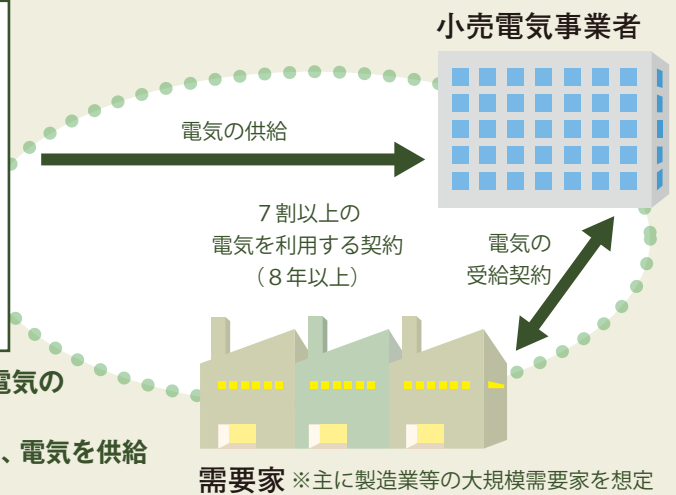 小売電気事業者
電気の供給
７割以上の
電気を利用する契約
（８年以上）
電気の
受給契約
電気の
、電気を供給
需要家 ※主に製造業等の大規模需要家を想定